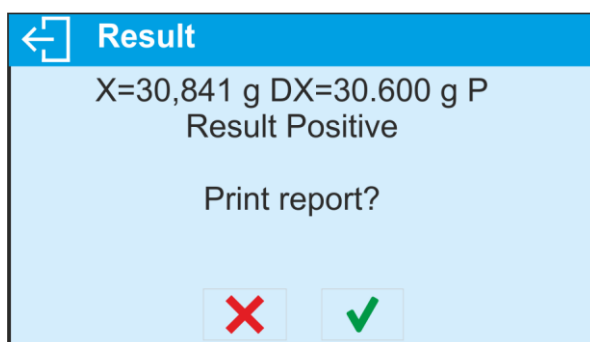 Result
X=30,841 g DX=30.600 g P
Result Positive
Print report?